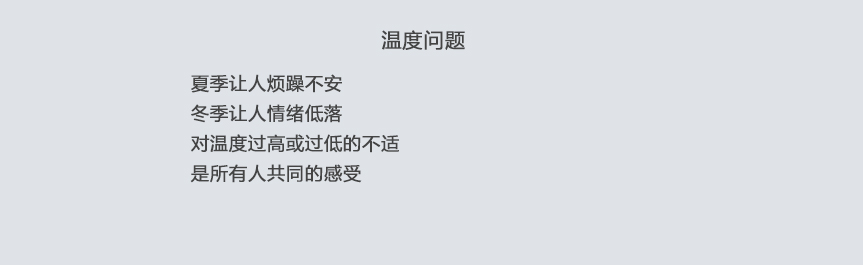 温度问题
夏季让人烦躁不安
冬季让人情绪低落
对温度过高或过低的不适
是所有人共同的感受